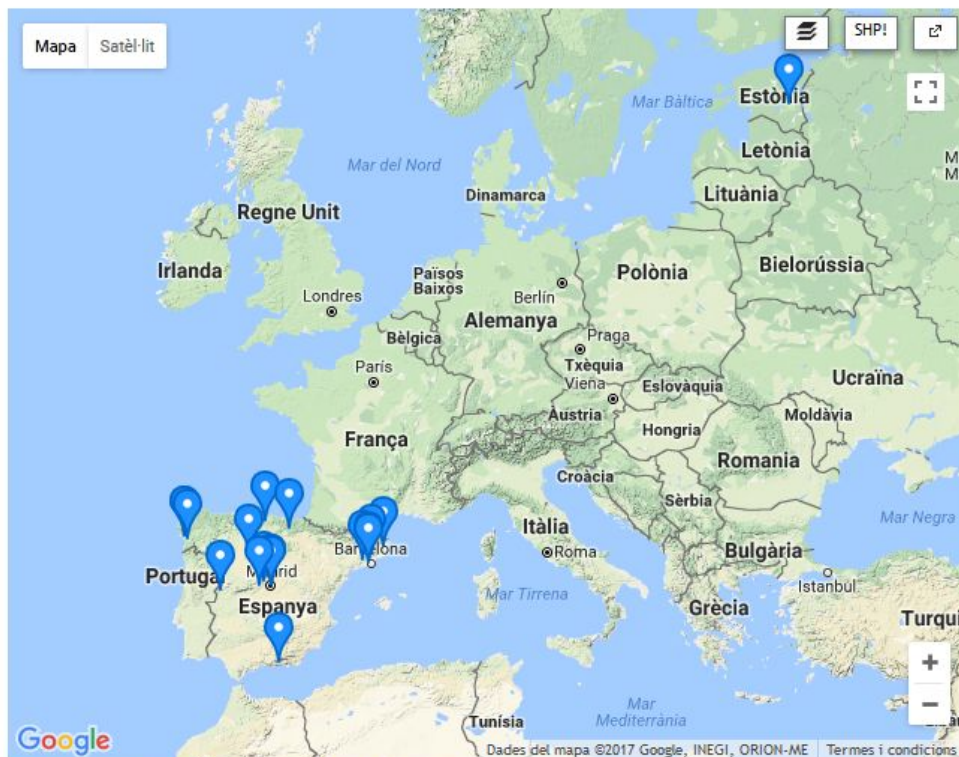 Mapa
Satèl·lit
SHP!
Mar Bàltica
Estònia
Letònia
Mar del Nord
Dinamarca
Lituània
Regne Unit
Irlanda
Països
Baixos
Polònia
Bielorússia
Londres
Berlín
Alemanya
Bèlgica
Praga
Txèquia
París
Viena
Eslovàquia
Ucraïna
Àustria
Moldàvia
Hongria
França
Romania
Croàcia
Sèrbia
Itàlia
Mar Negra
Barcelona
Roma
Bulgària
Portugal
Madrid
Istanbul
Espanya
Mar Tirrena
Grècia
Turqui
+
Mar
Mediterrània
−
Tunísia
Google
Dades del mapa ©2017 Google, INEGI, ORION-ME
Termes i condicions